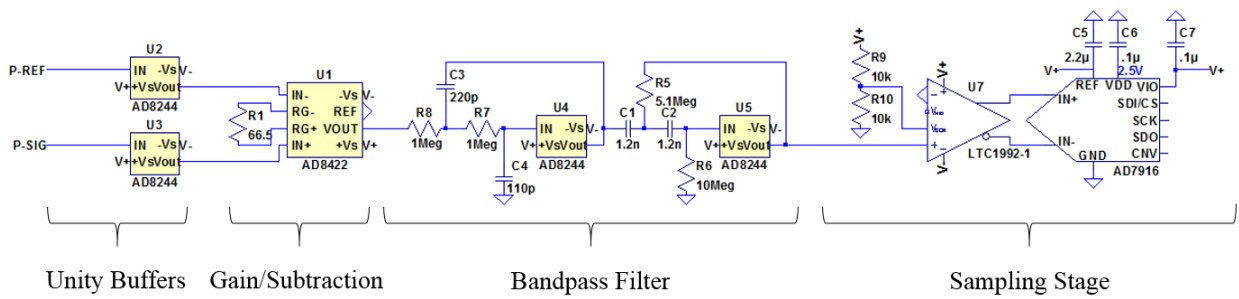 P-REF
U2
IN -Vs V-
V+ +Vs Vout
AD8244
P-SIG
U3
IN -Vs V-
V+ +Vs Vout
AD8244
R1
66.5
U1
IN- -Vs V-
RG- REF
RG+ VOUT
IN+ +Vs V+
AD8422
R8
1Meg
C3
220p
R7
1Meg
C4
110p
U4
IN -Vs V-
V+ +Vs Vout
AD8244
C1
1.2n
R5
5.1Meg
C2
1.2n
R6
10Meg
U5
IN -Vs V-
V+ +Vs Vout
AD8244
V+
R9
10k
R10
10k
V+
U7
V-
LTC1992-1
C5
2.2µ
C6
.1µ
C7
.1µ
V+
2.5V
V+
REF VDD VIO
IN+
SDI/CS
SCK
SDO
CNV
IN-
GND
AD7916
Unity Buffers
Gain/Subtraction
Bandpass Filter
Sampling Stage